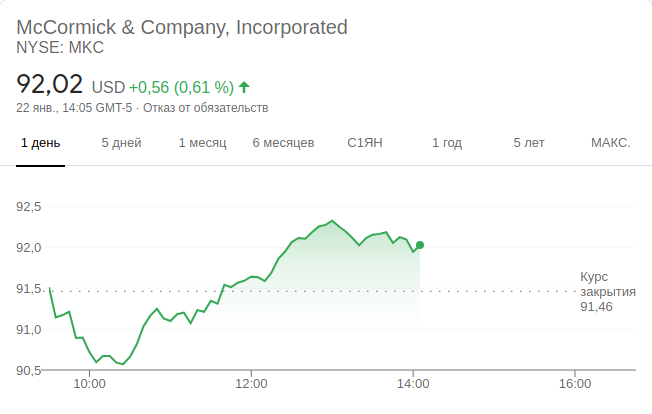 McCormick & Company, Incorporated
NYSE: MKC
92,02 USD +0,56 (0,61 %)
22 янв., 14:05 GMT-5 · Отказ от обязательств
1 день 5 дней 1 месяц 6 месяцев С1ЯН 1 год 5 лет МАКС.
92,5
92,0
91,5
91,0
90,5
Курс
закрытия
91,46
10:00 12:00 14:00 16:00